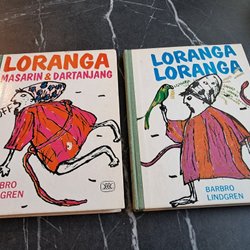 LORANGA
MASARIN & DARTANJANG
BRO
GREN
LORANGA
LORANGA
BARBRO
LINDGREN